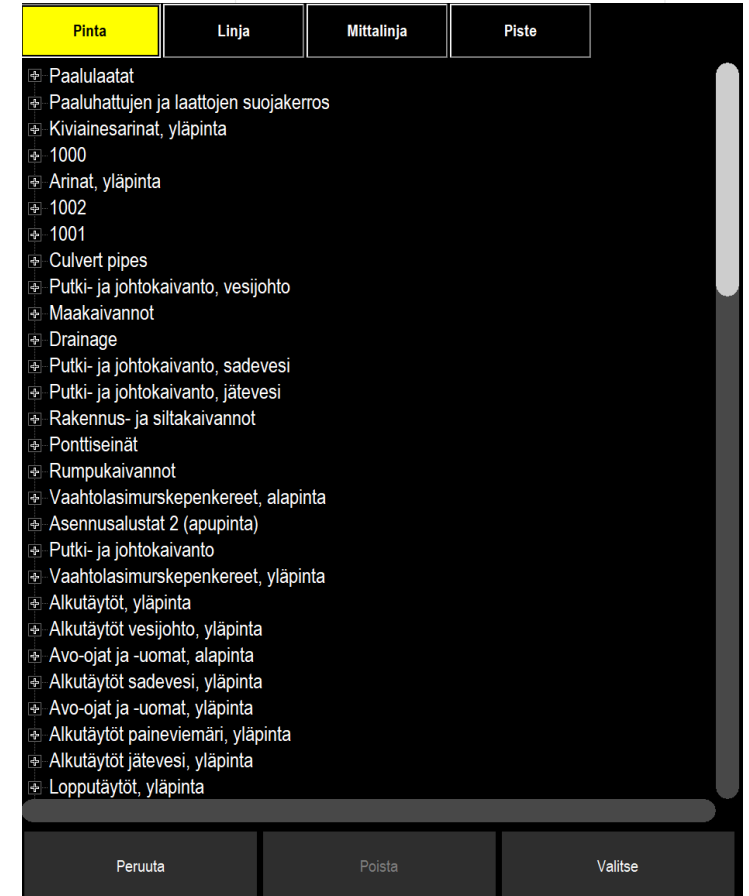 Pinta Linja Mittalinja Piste
Paalulaatat
Paaluhattujen ja laattojen suojakerros
Kiviainesarinat, yläpinta
1000
Arinat, yläpinta
1002
1001
Culvert pipes
Putki- ja johtokaivanto, vesijohto
Maakaivannot
Drainage
Putki- ja johtokaivanto, sadevesi
Putki- ja johtokaivanto, jätevesi
Rakennus- ja siltakaivannot
Ponttiseinät
Rumpukaivannot
Vaahtolasimurskepenkereet, alapinta
Asennusalustat 2 (apupinta)
Putki- ja johtokaivanto
Vaahtolasimurskepenkereet, yläpinta
Alkutäytöt, yläpinta
Alkutäytöt vesijohto, yläpinta
Avo-ojat ja -uomat, alapinta
Alkutäytöt sadevesi, yläpinta
Avo-ojat ja -uomat, yläpinta
Alkutäytöt paineviemäri, yläpinta
Alkutäytöt jätevesi, yläpinta
Lopputäytöt, yläpinta
Peruuta Poista Valitse